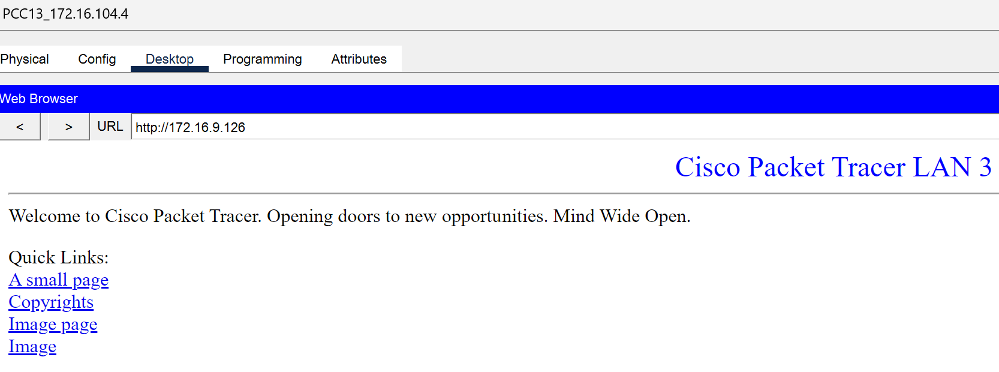 PCC13_172.16.104.4
Physical Config Desktop Programming Attributes
Web Browser
< > URL http://172.16.9.126
Cisco Packet Tracer LAN 3
Welcome to Cisco Packet Tracer. Opening doors to new opportunities. Mind Wide Open.
Quick Links:
A small page
Copyrights
Image page
Image